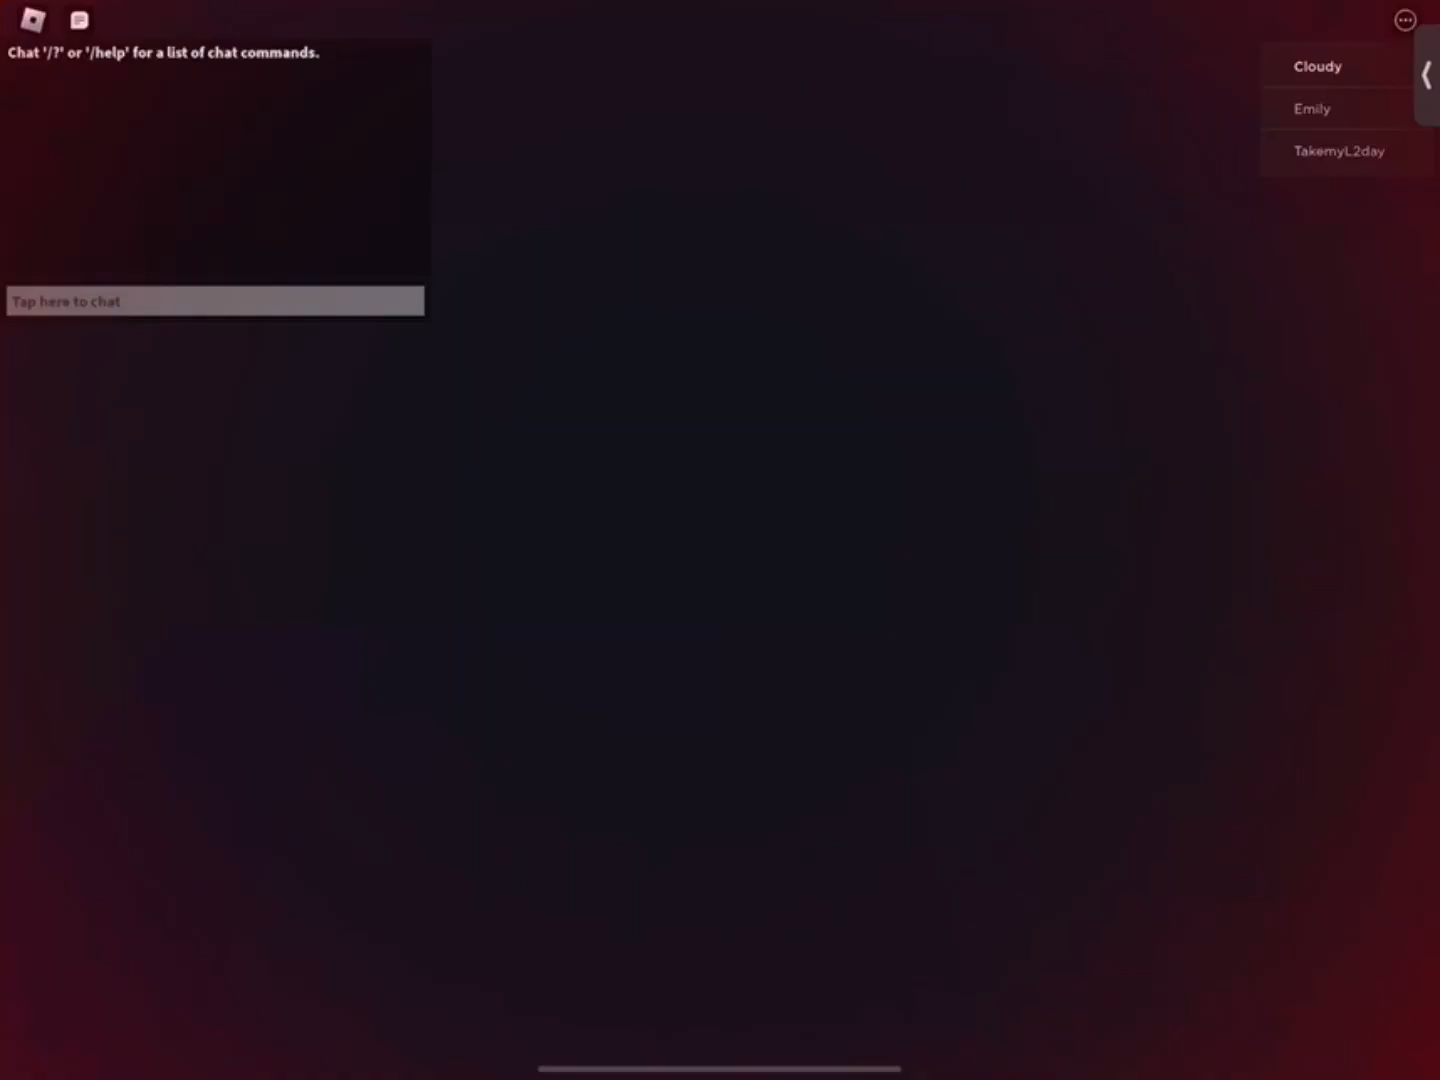 Chat '/?' or '/help' for a list of chat commands.
Cloudy
Emily
TakemyL2day
Tap here to chat